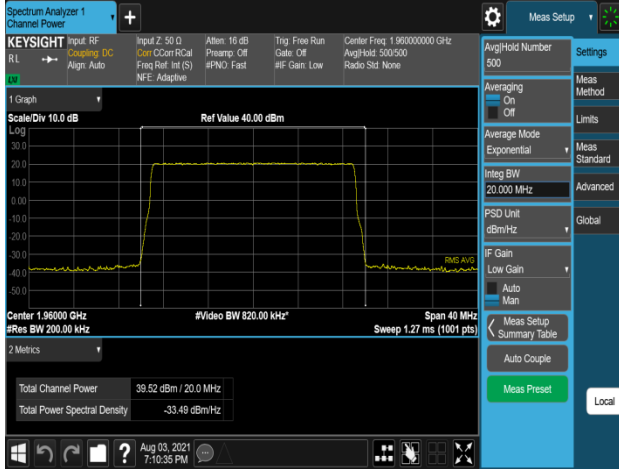 Spectrum Analyzer 1
Channel Power
+
Meas Setup
KEYSIGHT
RL
LXI
Input: RF
Coupling: DC
Align: Auto
Input Z: 50 Ω
Corr CCorr RCal
Freq Ref: Int (S)
NFE: Adaptive
Atten: 16 dB
Preamp: Off
#PNO: Fast
Trig: Free Run
Gate: Off
#IF Gain: Low
Center Freq: 1.960000000 GHz
Avg|Hold: 500/500
Radio Std: None
1 Graph
Scale/Div 10.0 dB
Ref Value 40.00 dBm
Log
30.0
20.0
10.0
0.00
-10.0
-20.0
-30.0
-40.0
-50.0
RMS AVG
Center 1.96000 GHz
#Video BW 820.00 kHz*
Span 40 MHz
#Res BW 200.00 kHz
Sweep 1.27 ms (1001 pts)
2 Metrics
Total Channel Power 39.52 dBm / 20.0 MHz
Total Power Spectral Density -33.49 dBm/Hz
?
Aug 03, 2021
7:10:35 PM
Avg|Hold Number
500
Averaging
On
Off
Average Mode
Exponential
Integ BW
20.000 MHz
PSD Unit
dBm/Hz
IF Gain
Low Gain
Auto
Man
Meas Setup
Summary Table
Auto Couple
Meas Preset
Settings
Meas
Method
Limits
Meas
Standard
Advanced
Global
Local